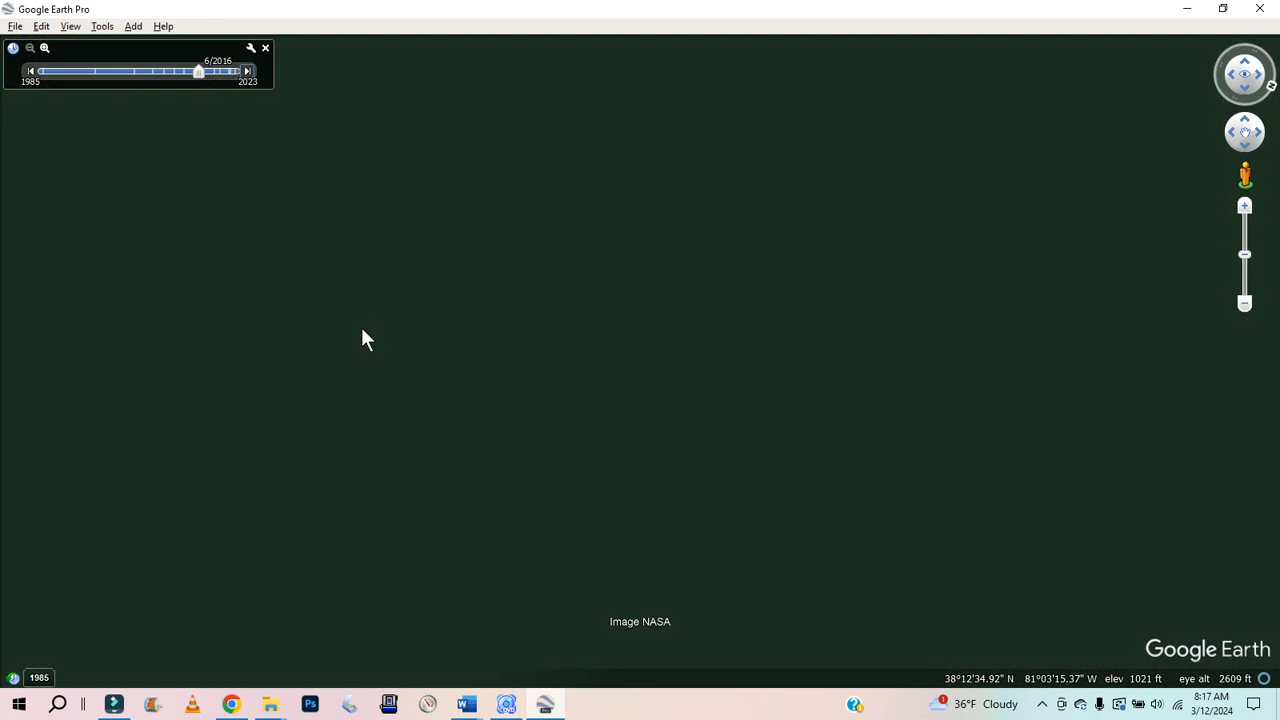 Google Earth Pro
File Edit View Tools Add Help
6/2016
1985 2023
N
Image NASA
Google Earth
1985 38°12'34.92" N 81°03'15.37" W elev 1021 ft eye alt 2609 ft
Ps W PRO 36°F Cloudy 8:17 AM
3/12/2024